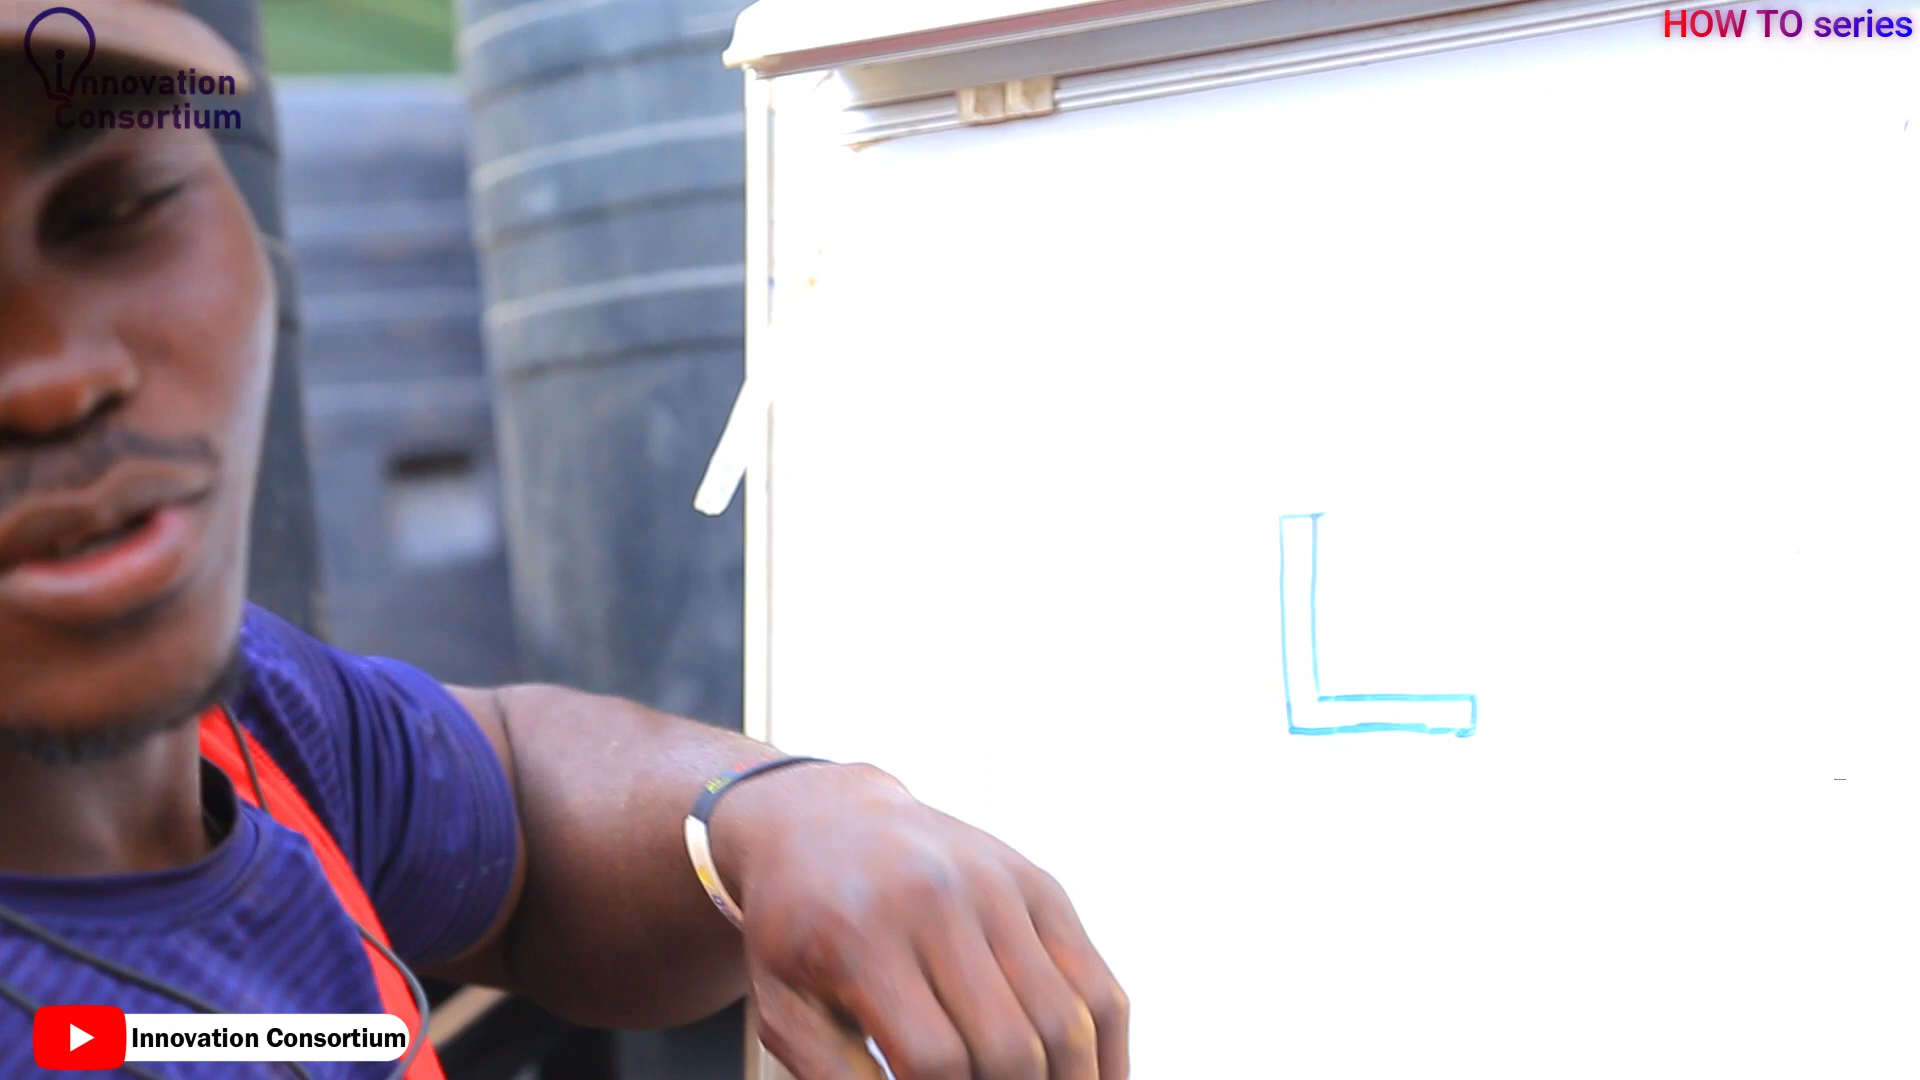 innovation
Consortium
HOW TO series
L
Innovation Consortium